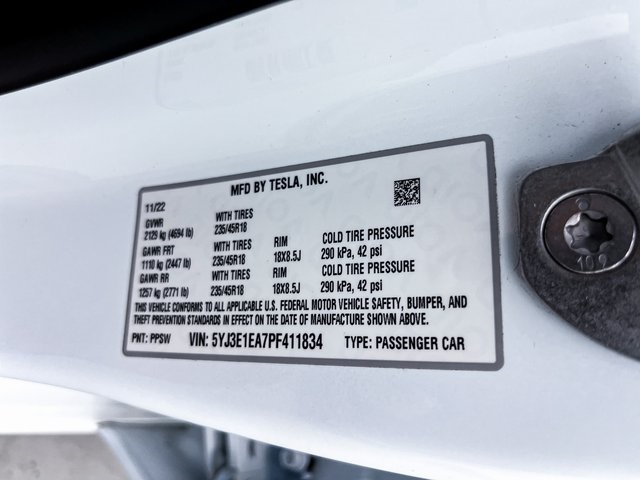 MFD BY TESLA, INC.
11/22
GVWR WITH TIRES
2129 kg (4694 lb) 235/45R18
GAWR FRT WITH TIRES RIM COLD TIRE PRESSURE
1110 kg (2447 lb) 235/45R18 18X8.5J 290 kPa, 42 psi
GAWR RR WITH TIRES RIM COLD TIRE PRESSURE
1257 kg (2771 lb) 235/45R18 18X8.5J 290 kPa, 42 psi
THIS VEHICLE CONFORMS TO ALL APPLICABLE U.S. FEDERAL MOTOR VEHICLE SAFETY, BUMPER, AND
THEFT PREVENTION STANDARDS IN EFFECT ON THE DATE OF MANUFACTURE SHOWN ABOVE.
PNT: PPSW VIN: 5YJ3E1EA7PF411834 TYPE: PASSENGER CAR